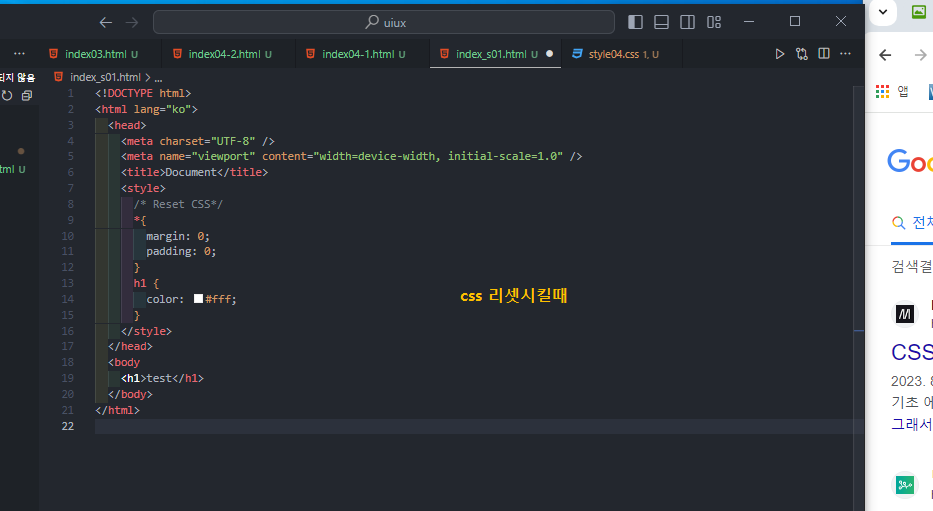 uiux
index03.html U
index04-2.html U
index04-1.html U
index_s01.html U
style04.css 1, U
되지 않음
index_s01.html > ...
html U
1 <!DOCTYPE html>
2 <html lang="ko">
3 <head>
4 <meta charset="UTF-8" />
5 <meta name="viewport" content="width=device-width, initial-scale=1.0" />
6 <title>Document</title>
7 <style>
8 /* Reset CSS*/
9 *{
10 margin: 0;
11 padding: 0;
12 }
13 h1 {
14 color: #fff;
15 }
16 </style>
17 </head>
18 <body
19 <h1>test</h1>
20 </body>
21 </html>
22
css 리셋시킬때
앱
Goo
전체
검색결
CSS
2023. 8
기초 에
그래서